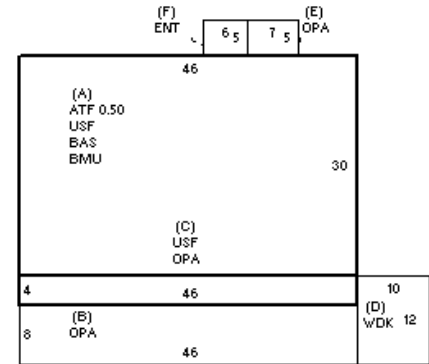 (F)
ENT
6 5
7 5
(E)
OPA
46
(A)
ATF 0.50
USF
BAS
BMU
30
(C)
USF
OPA
4
46
10
(D)
WDK 12
(B)
OPA
8
46